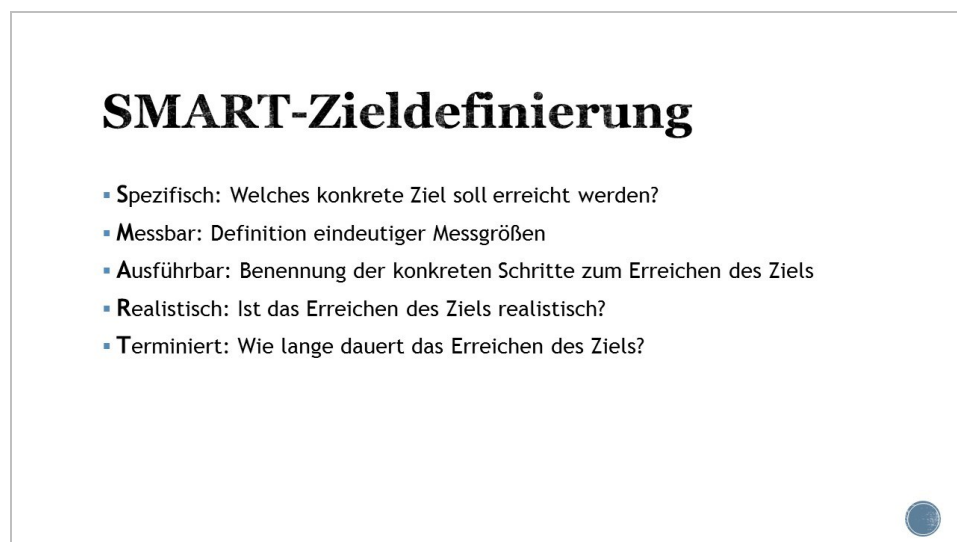 SMART-Zieldefinierung
▪ Spezifisch: Welches konkrete Ziel soll erreicht werden?
▪ Messbar: Definition eindeutiger Messgrößen
▪ Ausführbar: Benennung der konkreten Schritte zum Erreichen des Ziels
▪ Realistisch: Ist das Erreichen des Ziels realistisch?
▪ Terminiert: Wie lange dauert das Erreichen des Ziels?